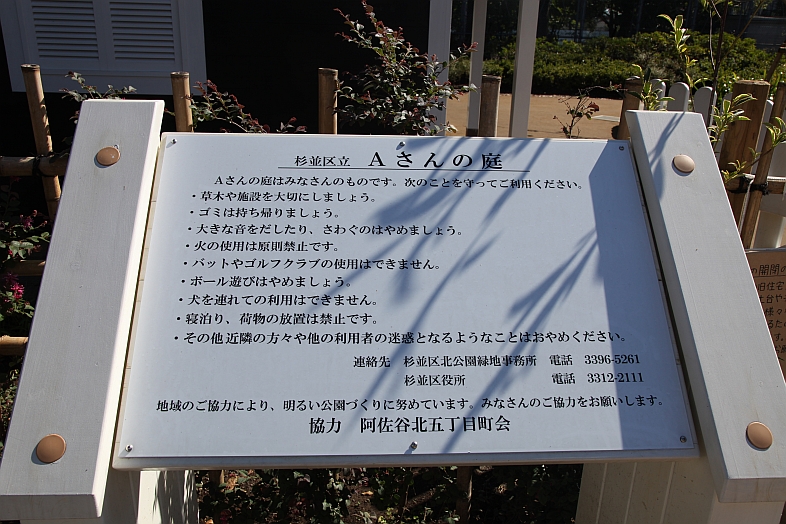 杉並区立 Aさんの庭
Aさんの庭はみなさんのものです。次のことを守ってご利用ください。
・草木や施設を大切にしましょう。
・ゴミは持ち帰りましょう。
・大きな音をだしたり、さわぐのはやめましょう。
・火の使用は原則禁止です。
・バットやゴルフクラブの使用はできません。
・ボール遊びはやめましょう。
・犬を連れての利用はできません。
・寝泊り、荷物の放置は禁止です。
・その他近隣の方々や他の利用者の迷惑となるようなことはおやめください。
連絡先 杉並区北公園緑地事務所 電話 3396-5261
杉並区役所 電話 3312-2111
地域のご協力により、明るい公園づくりに努めています。みなさんのご協力をお願いします。
協力 阿佐谷北五丁目町会